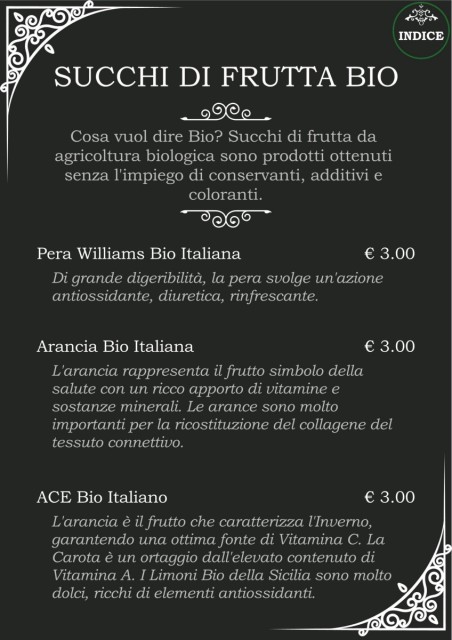 INDICE
SUCCHI DI FRUTTA BIO
Cosa vuol dire Bio? Succhi di frutta da
agricoltura biologica sono prodotti ottenuti
senza l'impiego di conservanti, additivi e
coloranti.
Pera Williams Bio Italiana € 3.00
Di grande digeribilità, la pera svolge un'azione
antiossidante, diuretica, rinfrescante.
Arancia Bio Italiana € 3.00
L'arancia rappresenta il frutto simbolo della
salute con un ricco apporto di vitamine e
sostanze minerali. Le arance sono molto
importanti per la ricostituzione del collagene del
tessuto connettivo.
ACE Bio Italiano € 3.00
L'arancia è il frutto che caratterizza l'Inverno,
garantendo una ottima fonte di Vitamina C. La
Carota è un ortaggio dall'elevato contenuto di
Vitamina A. I Limoni Bio della Sicilia sono molto
dolci, ricchi di elementi antiossidanti.